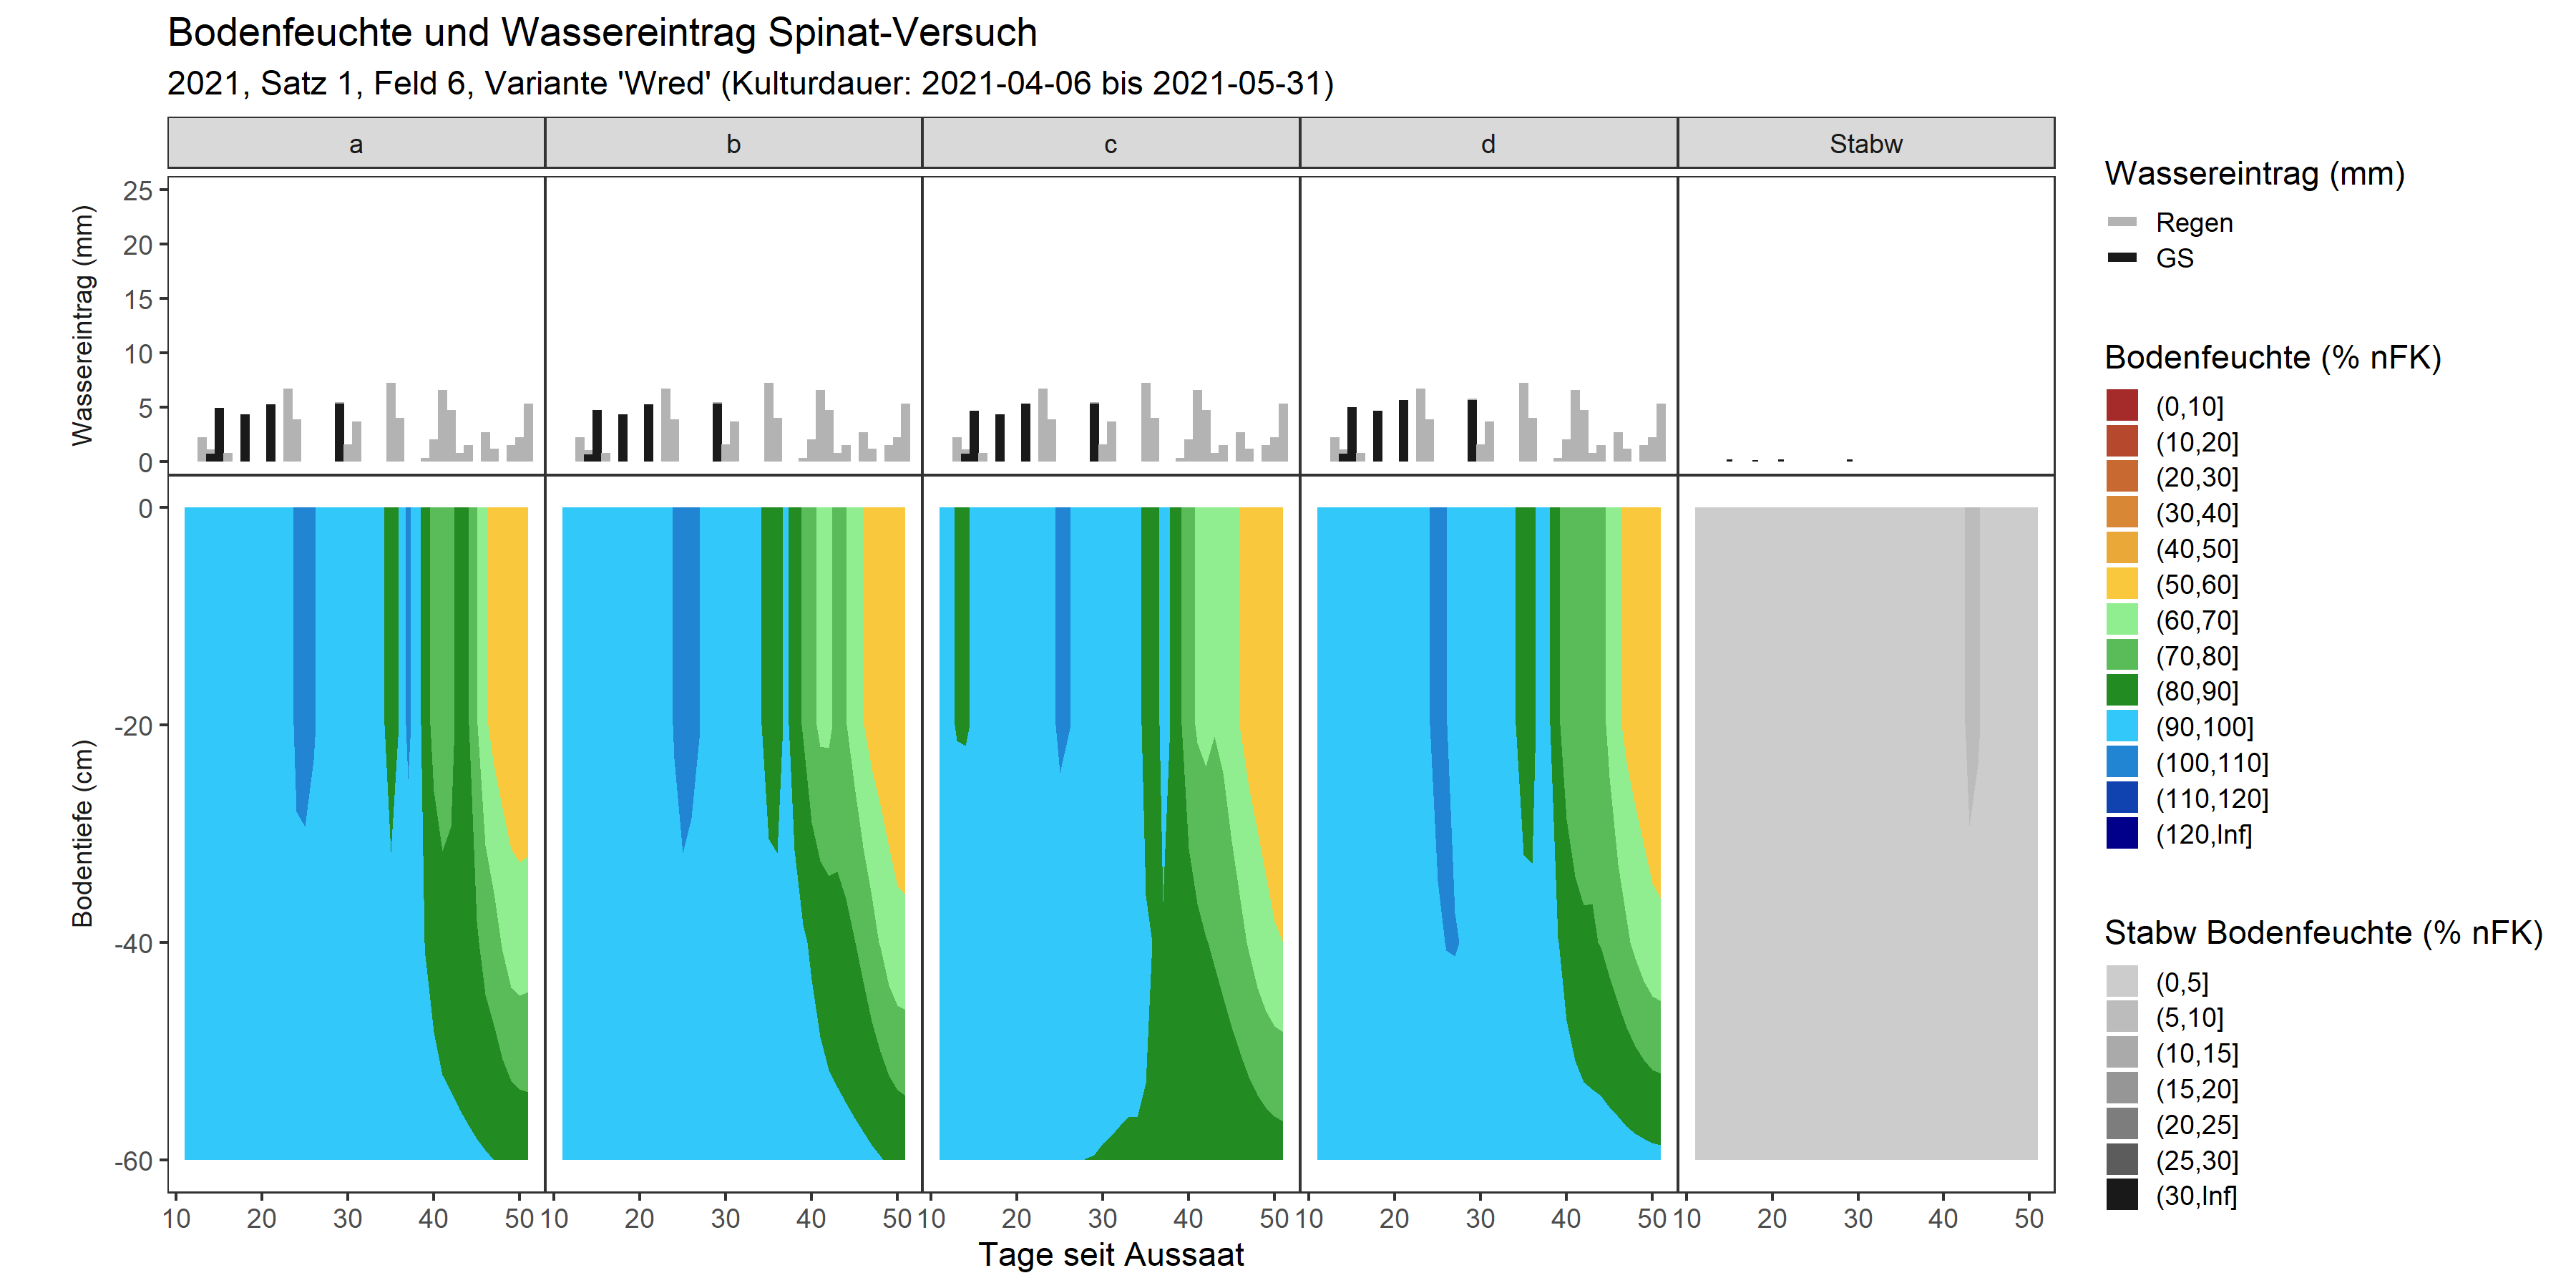 Bodenfeuchte und Wassereintrag Spinat-Versuch
2021, Satz 1, Feld 6, Variante 'Wred' (Kulturdauer: 2021-04-06 bis 2021-05-31)
a b c d Stabw
Wassereintrag (mm)
25
20
15
10
5
0
Bodentiefe (cm)
0
-20
-40
-60
10 20 30 40 50 10 20 30 40 50 10 20 30 40 50 10 20 30 40 50 10 20 30 40 50
Tage seit Aussaat
Wassereintrag (mm)
Regen
GS
Bodenfeuchte (% nFK)
(0,10]
(10,20]
(20,30]
(30,40]
(40,50]
(50,60]
(60,70]
(70,80]
(80,90]
(90,100]
(100,110]
(110,120]
(120,Inf]
Stabw Bodenfeuchte (% nFK)
(0,5]
(5,10]
(10,15]
(15,20]
(20,25]
(25,30]
(30,Inf]